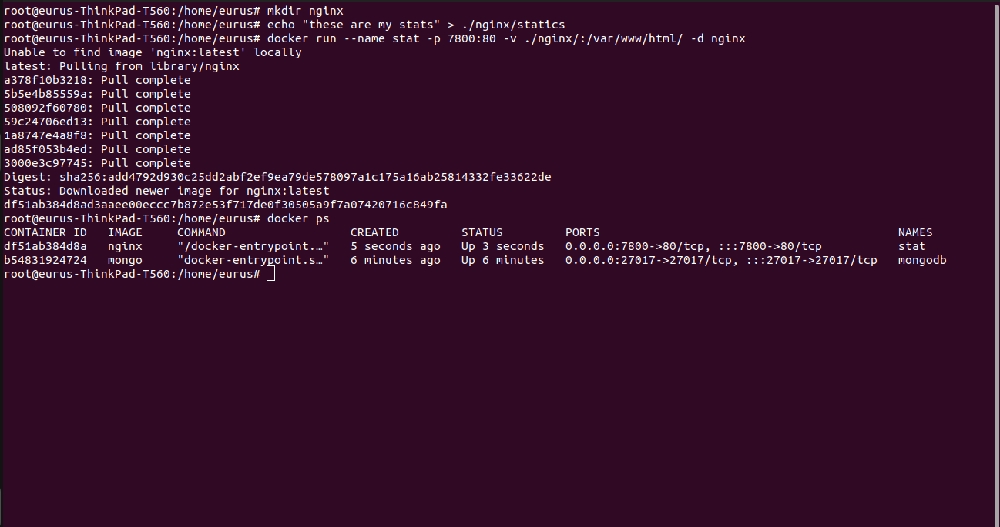 root@eurus-ThinkPad-T560:/home/eurus# mkdir nginx
root@eurus-ThinkPad-T560:/home/eurus# echo "these are my stats" > ./nginx/statics
root@eurus-ThinkPad-T560:/home/eurus# docker run --name stat -p 7800:80 -v ./nginx/:/var/www/html/ -d nginx
Unable to find image 'nginx:latest' locally
latest: Pulling from library/nginx
a378f10b3218: Pull complete
5b5e4b85559a: Pull complete
508092f60780: Pull complete
59c24706ed13: Pull complete
1a8747e4a8f8: Pull complete
ad85f053b4ed: Pull complete
3000e3c97745: Pull complete
Digest: sha256:add4792d930c25dd2abf2ef9ea79de578097a1c175a16ab25814332fe33622de
Status: Downloaded newer image for nginx:latest
df51ab384d8ad3aaee00eccc7b872e53f717de0f30505a9f7a07420716c849fa
root@eurus-ThinkPad-T560:/home/eurus# docker ps
CONTAINER ID   IMAGE     COMMAND                  CREATED         STATUS         PORTS                                           NAMES
df51ab384d8a   nginx     "/docker-entrypoint.…"   5 seconds ago   Up 3 seconds   0.0.0.0:7800->80/tcp, :::7800->80/tcp           stat
b54831924724   mongo     "docker-entrypoint.s…"   6 minutes ago   Up 6 minutes   0.0.0.0:27017->27017/tcp, :::27017->27017/tcp   mongodb
root@eurus-ThinkPad-T560:/home/eurus#